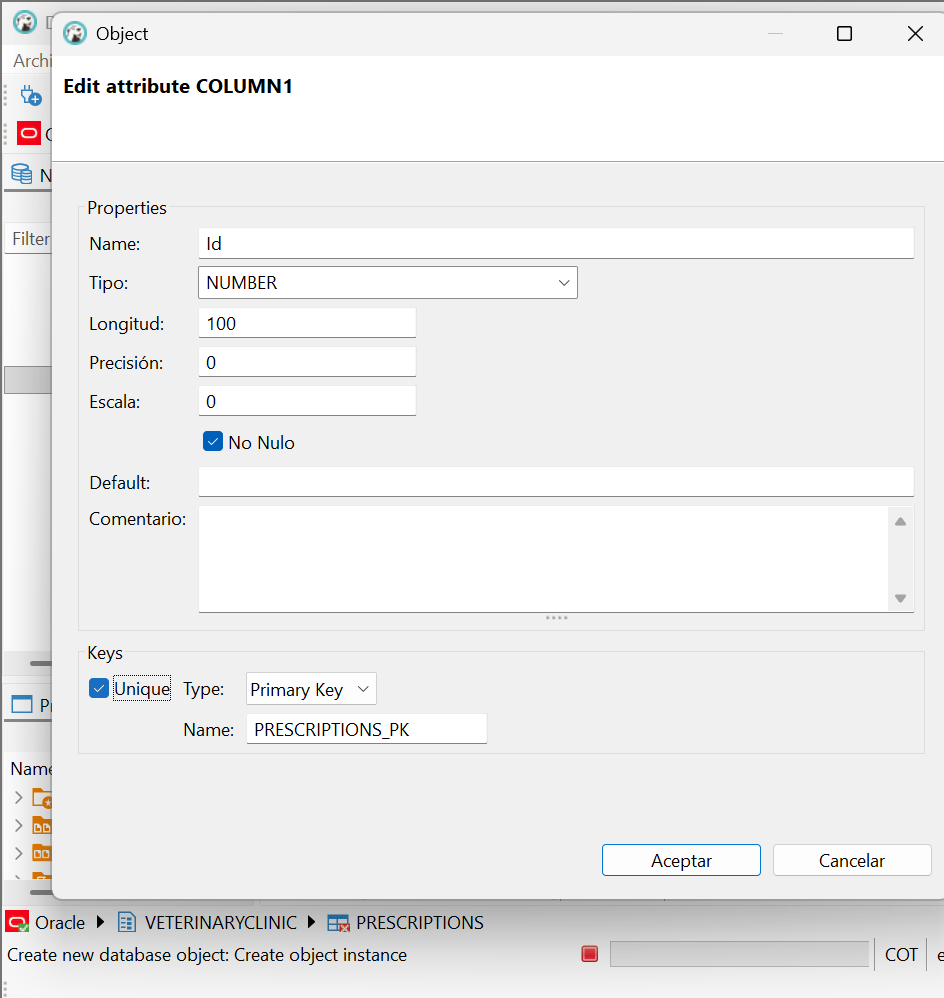 Object
Archi
Edit attribute COLUMN1
N
Filter
Properties
Name: Id
Tipo: NUMBER
Longitud: 100
Precisión: 0
Escala: 0
No Nulo
Default:
Comentario:
Keys
Unique Type: Primary Key
Name: PRESCRIPTIONS_PK
Name
Aceptar Cancelar
Oracle VETERINARYCLINIC PRESCRIPTIONS
Create new database object: Create object instance COT e